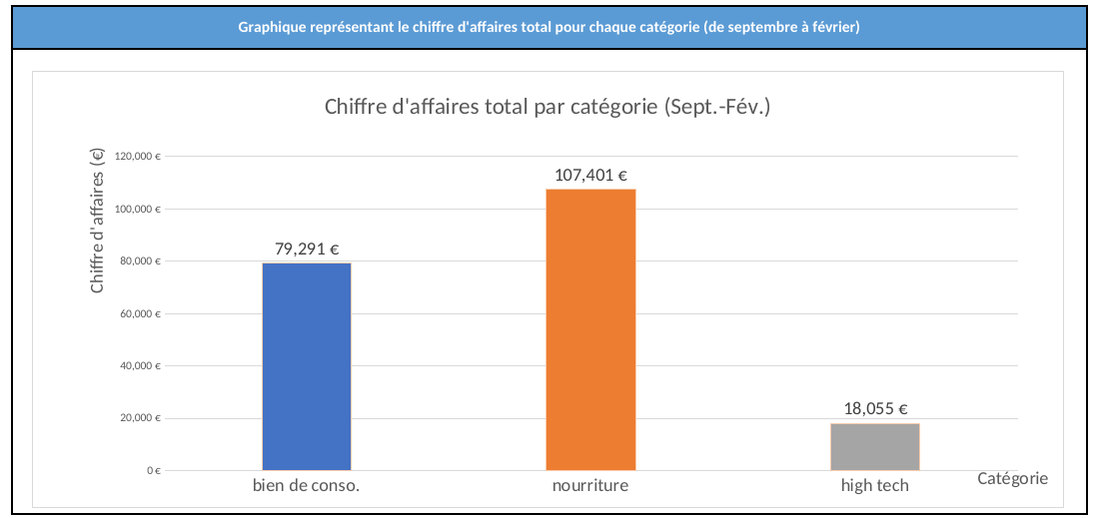 Graphique représentant le chiffre d'affaires total pour chaque catégorie (de septembre à février)
Chiffre d'affaires total par catégorie (Sept.-Fév.)
Chiffre d'affaires (€)
120,000 €
100,000 €
80,000 €
60,000 €
40,000 €
20,000 €
0 €
79,291 €
107,401 €
18,055 €
bien de conso.
nourriture
high tech
Catégorie